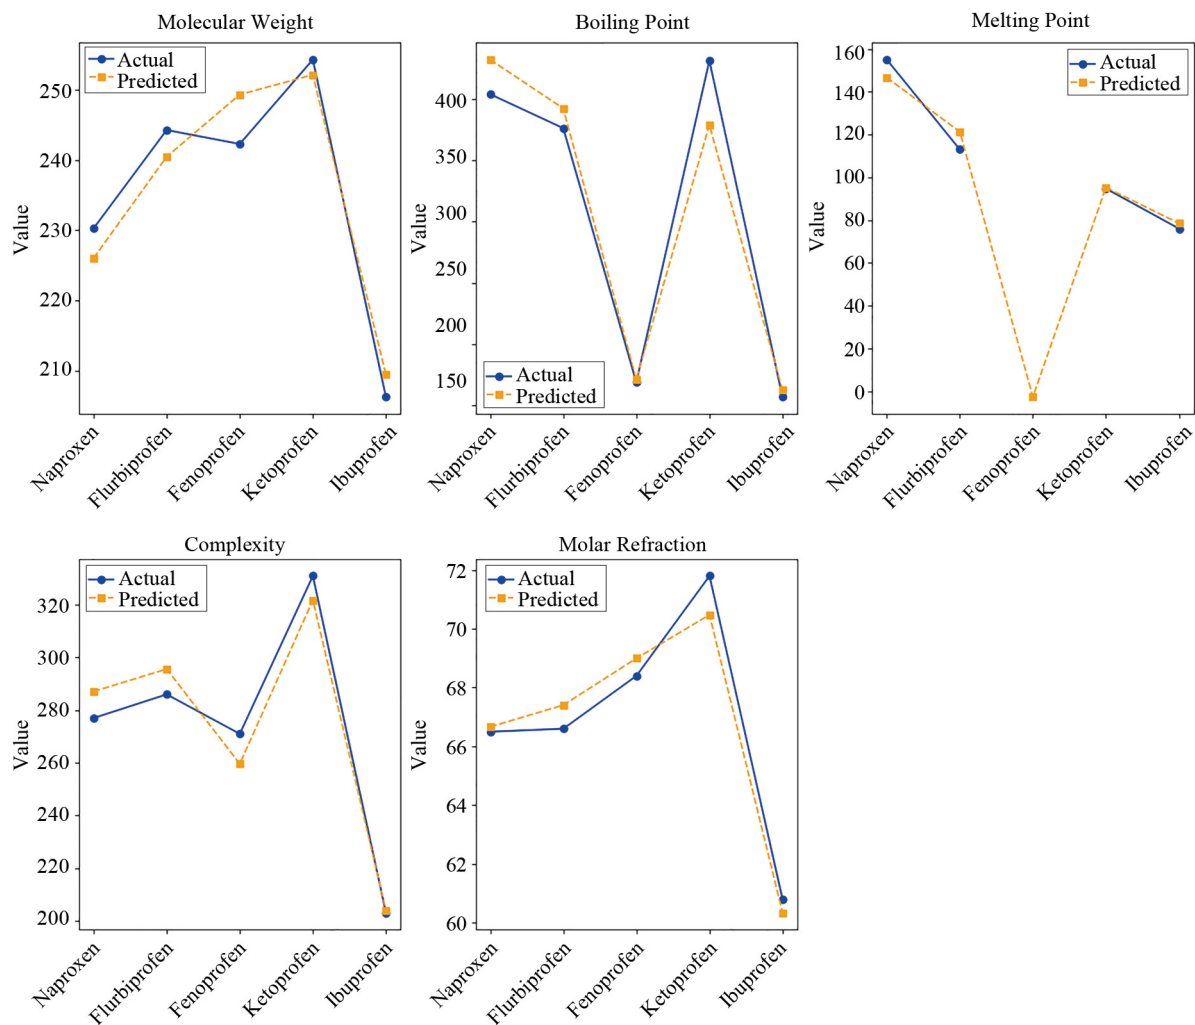 Molecular Weight
Actual
Predicted
250
240
230
220
210
Value
Naproxen
Flurbiprofen
Fenoprofen
Ketoprofen
Ibuprofen
Boiling Point
400
350
300
250
200
150
Value
Actual
Predicted
Naproxen
Flurbiprofen
Fenoprofen
Ketoprofen
Ibuprofen
Melting Point
Actual
Predicted
160
140
120
100
80
60
40
20
0
Value
Naproxen
Flurbiprofen
Fenoprofen
Ketoprofen
Ibuprofen
Complexity
Actual
Predicted
320
300
280
260
240
220
200
Value
Naproxen
Flurbiprofen
Fenoprofen
Ketoprofen
Ibuprofen
Molar Refraction
Actual
Predicted
72
70
68
66
64
62
60
Value
Naproxen
Flurbiprofen
Fenoprofen
Ketoprofen
Ibuprofen